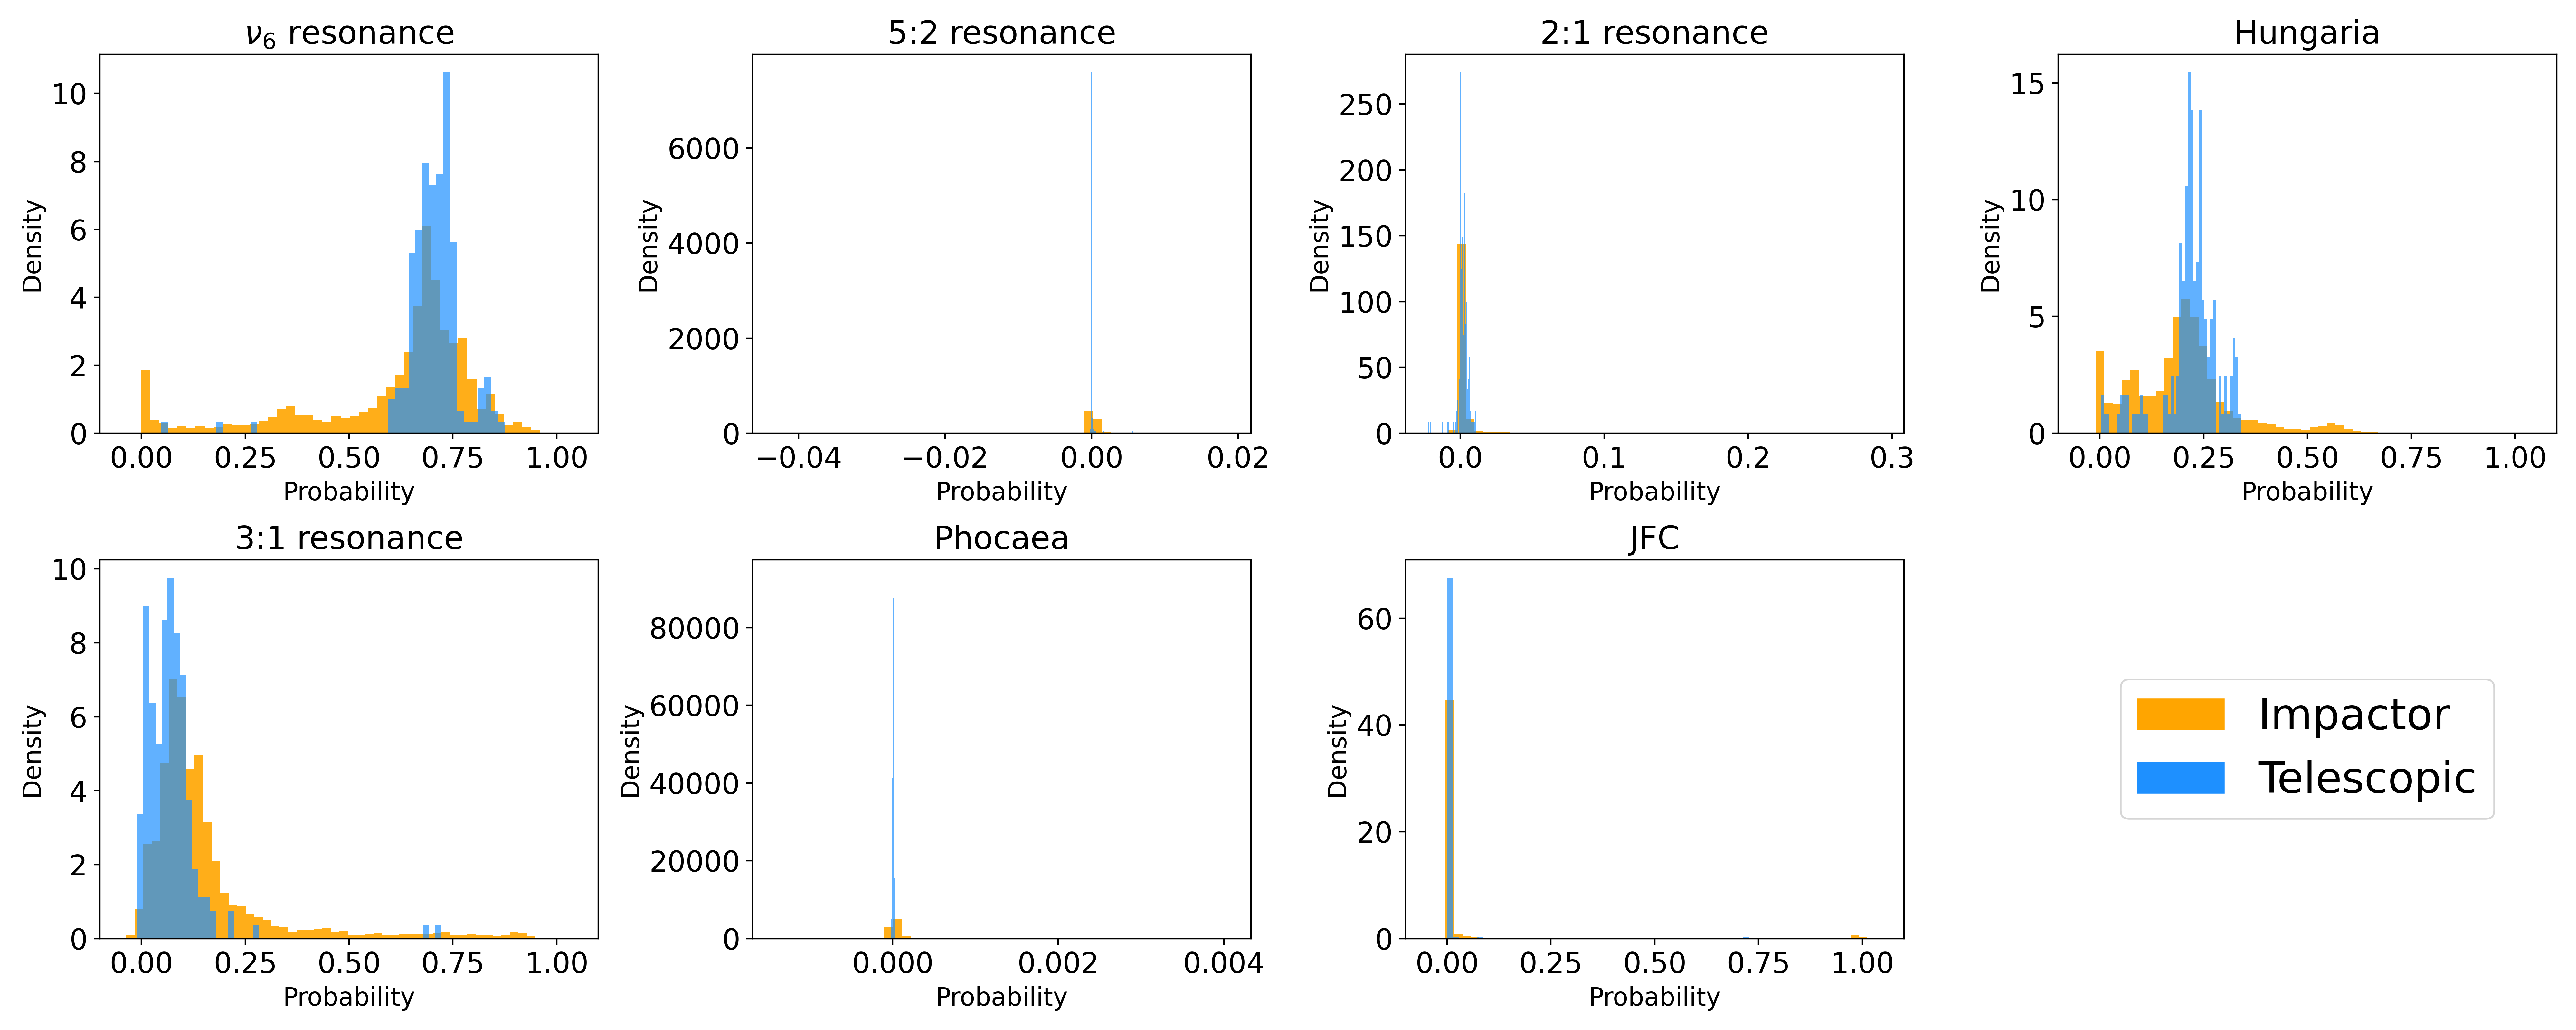 ν6 resonance
10
8
6
4
2
0
Density
0.00 0.25 0.50 0.75 1.00
Probability
5:2 resonance
6000
4000
2000
0
Density
−0.04 −0.02 0.00 0.02
Probability
2:1 resonance
250
200
150
100
50
0
Density
0.0 0.1 0.2 0.3
Probability
Hungaria
15
10
5
0
Density
0.00 0.25 0.50 0.75 1.00
Probability
3:1 resonance
10
8
6
4
2
0
Density
0.00 0.25 0.50 0.75 1.00
Probability
Phocaea
80000
60000
40000
20000
0
Density
0.000 0.002 0.004
Probability
JFC
60
40
20
0
Density
0.00 0.25 0.50 0.75 1.00
Probability
Impactor
Telescopic